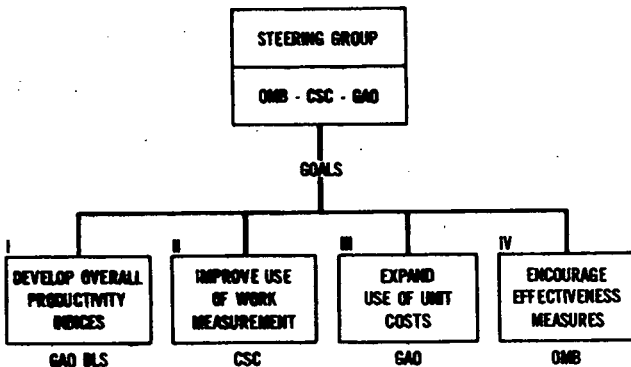 STEERING GROUP
OMB - CSC - GAO
GOALS
I
DEVELOP OVERALL
PRODUCTIVITY
INDICES
GAO BLS
II
IMPROVE USE
OF WORK
MEASUREMENT
CSC
III
EXPAND
USE OF UNIT
COSTS
GAO
IV
ENCOURAGE
EFFECTIVENESS
MEASURES
OMB